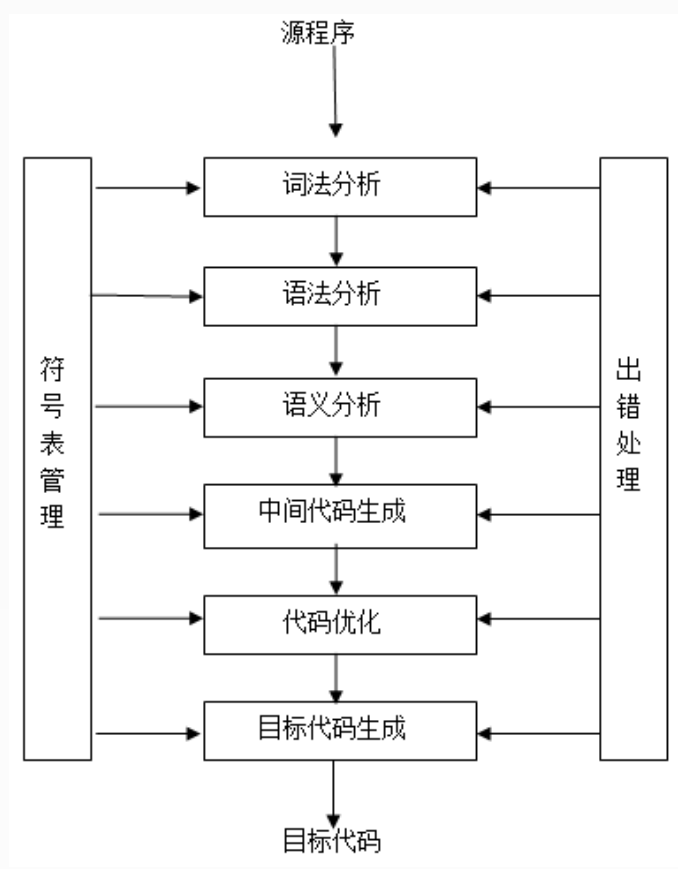 源程序
词法分析
语法分析
语义分析
中间代码生成
代码优化
目标代码生成
目标代码
符号表管理
出错处理